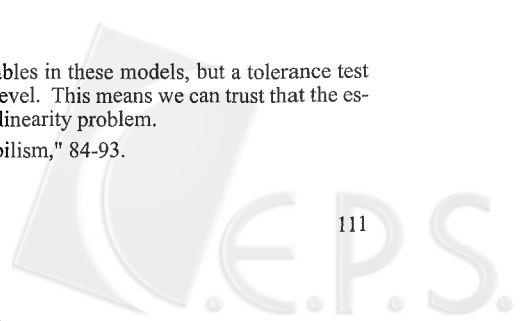 bles in these models, but a tolerance test
evel. This means we can trust that the es-
linearity problem.
bilism," 84-93.
111
C.E.P.S.